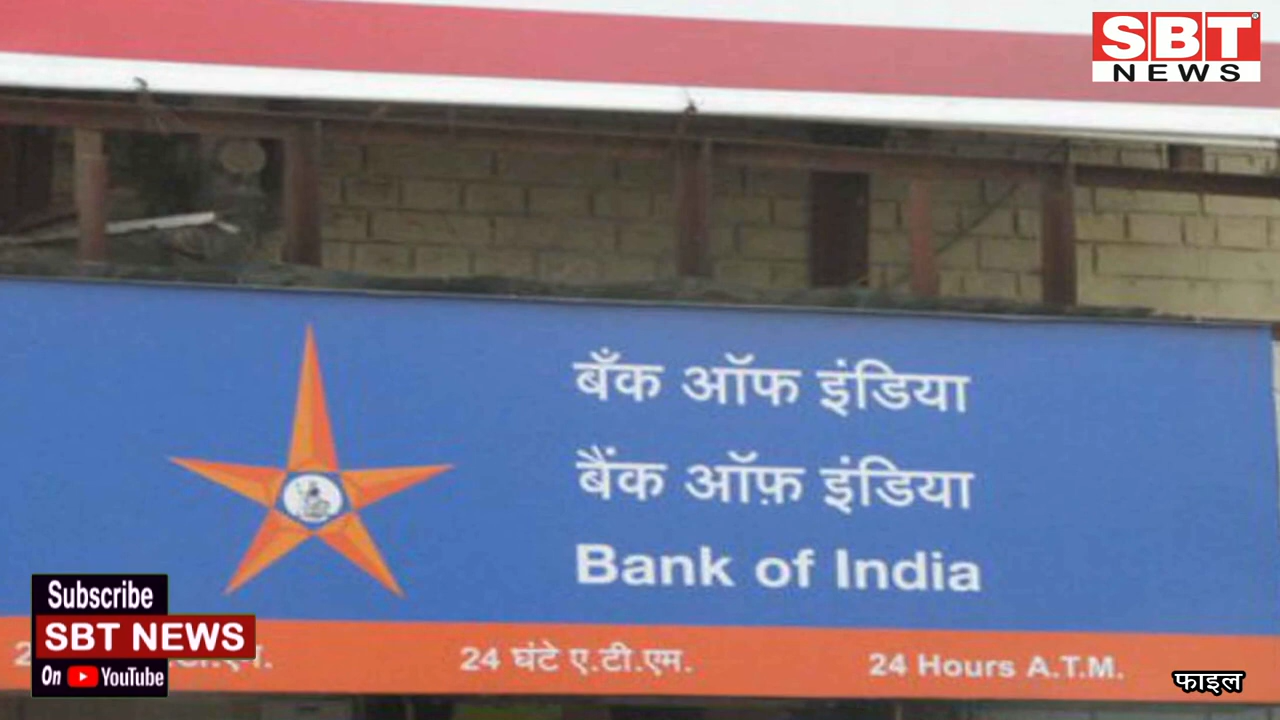 SBT
NEWS
बँक ऑफ इंडिया
बैंक ऑफ़ इंडिया
Bank of India
24 घंटे ए.टी.एम.
24 Hours A.T.M.
Subscribe
SBT NEWS
On YouTube
फाइल